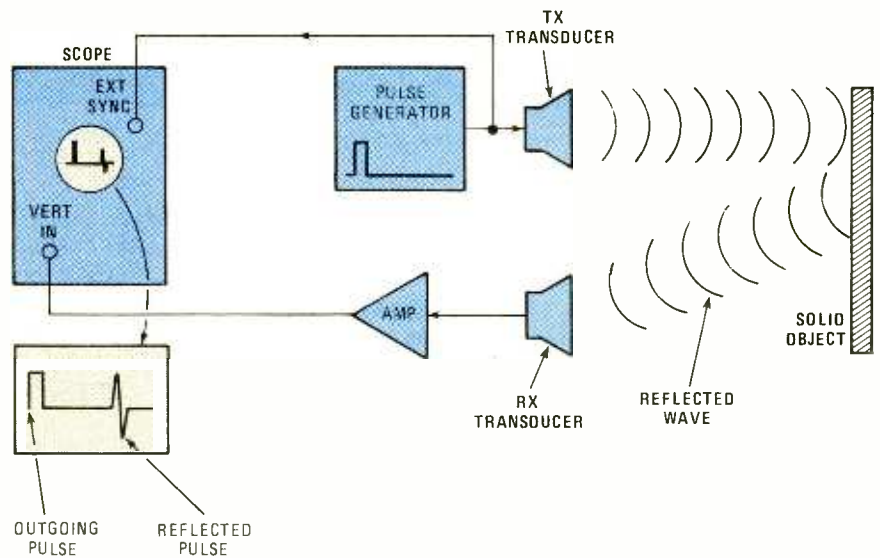 TX
TRANSDUCER
SCOPE
EXT
SYNC
PULSE
GENERATOR
VERT
IN
AMP
SOLID
OBJECT
RX
TRANSDUCER
REFLECTED
WAVE
OUTGOING
PULSE
REFLECTED
PULSE